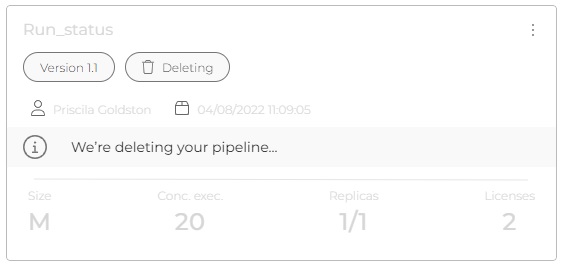 Run_status
Version 1.1 Deleting
Priscila Goldston 04/08/2022 11:09:05
We're deleting your pipeline...
Size Conc. exec. Replicas Licenses
M 20 1/1 2